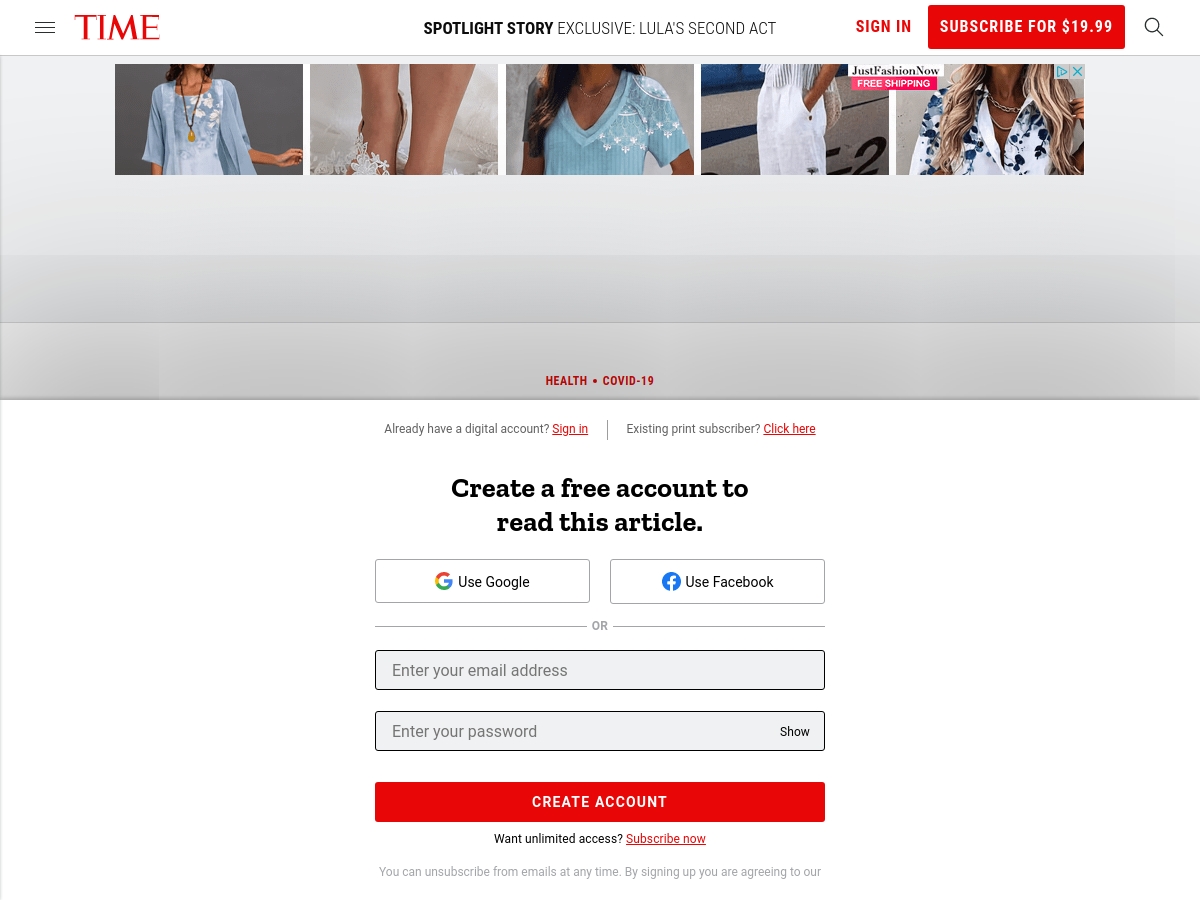 TIME
SPOTLIGHT STORY EXCLUSIVE: LULA'S SECOND ACT
SIGN IN
SUBSCRIBE FOR $19.99
JustFashionNow
FREE SHIPPING
HEALTH • COVID-19
Already have a digital account? Sign in
Existing print subscriber? Click here
Create a free account to
read this article.
Use Google
Use Facebook
OR
Enter your email address
Enter your password
Show
CREATE ACCOUNT
Want unlimited access? Subscribe now
You can unsubscribe from emails at any time. By signing up you are agreeing to our